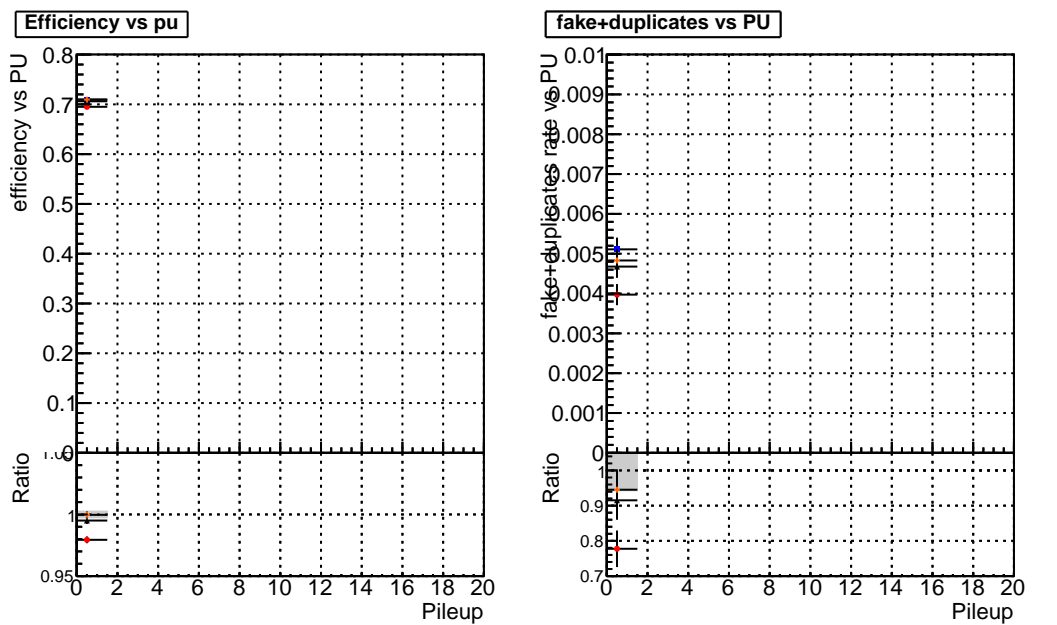 Efficiency vs pu
efficiency vs PU
0.8
0.7
0.6
0.5
0.4
0.3
0.2
0.1
0
Ratio
1
0.95
0 2 4 6 8 10 12 14 16 18 20
Pileup
fake+duplicates vs PU
fake+duplicates rate vs PU
0.01
0.009
0.008
0.007
0.006
0.005
0.004
0.003
0.002
0.001
0
Ratio
1
0.9
0.8
0.7
0 2 4 6 8 10 12 14 16 18 20
Pileup